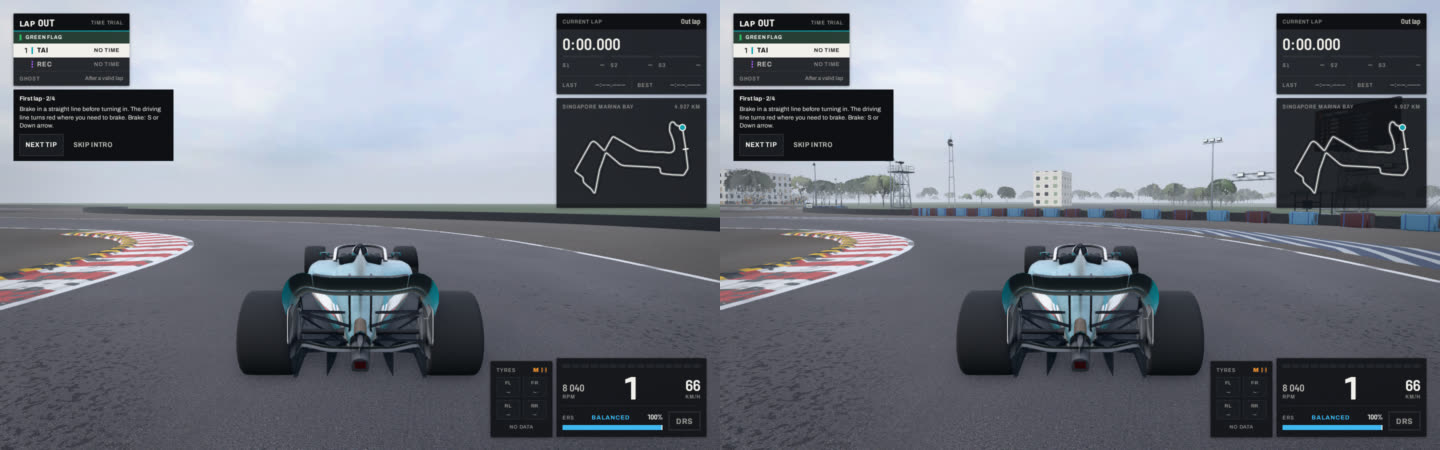 LAP OUT TIME TRIAL
GREEN FLAG
1 TAI NO TIME
REC NO TIME
GHOST After a valid lap
First lap · 2/4
Brake in a straight line before turning in. The driving
line turns red where you need to brake. Brake: S or
Down arrow.
NEXT TIP SKIP INTRO
CURRENT LAP Out lap
0:00.000
S1 — S2 — S3 —
LAST --:--.--- BEST --:--.---
SINGAPORE MARINA BAY 4.927 KM
TYRES M
FL FR
– –
RL RR
– –
NO DATA
8 040 RPM
1
66 KM/H
ERS BALANCED 100%
DRS
LAP OUT TIME TRIAL
GREEN FLAG
1 TAI NO TIME
REC NO TIME
GHOST After a valid lap
First lap · 2/4
Brake in a straight line before turning in. The driving
line turns red where you need to brake. Brake: S or
Down arrow.
NEXT TIP SKIP INTRO
CURRENT LAP Out lap
0:00.000
S1 — S2 — S3 —
LAST --:--.--- BEST --:--.---
SINGAPORE MARINA BAY 4.927 KM
TYRES M
FL FR
– –
RL RR
– –
NO DATA
8 040 RPM
1
66 KM/H
ERS BALANCED 100%
DRS